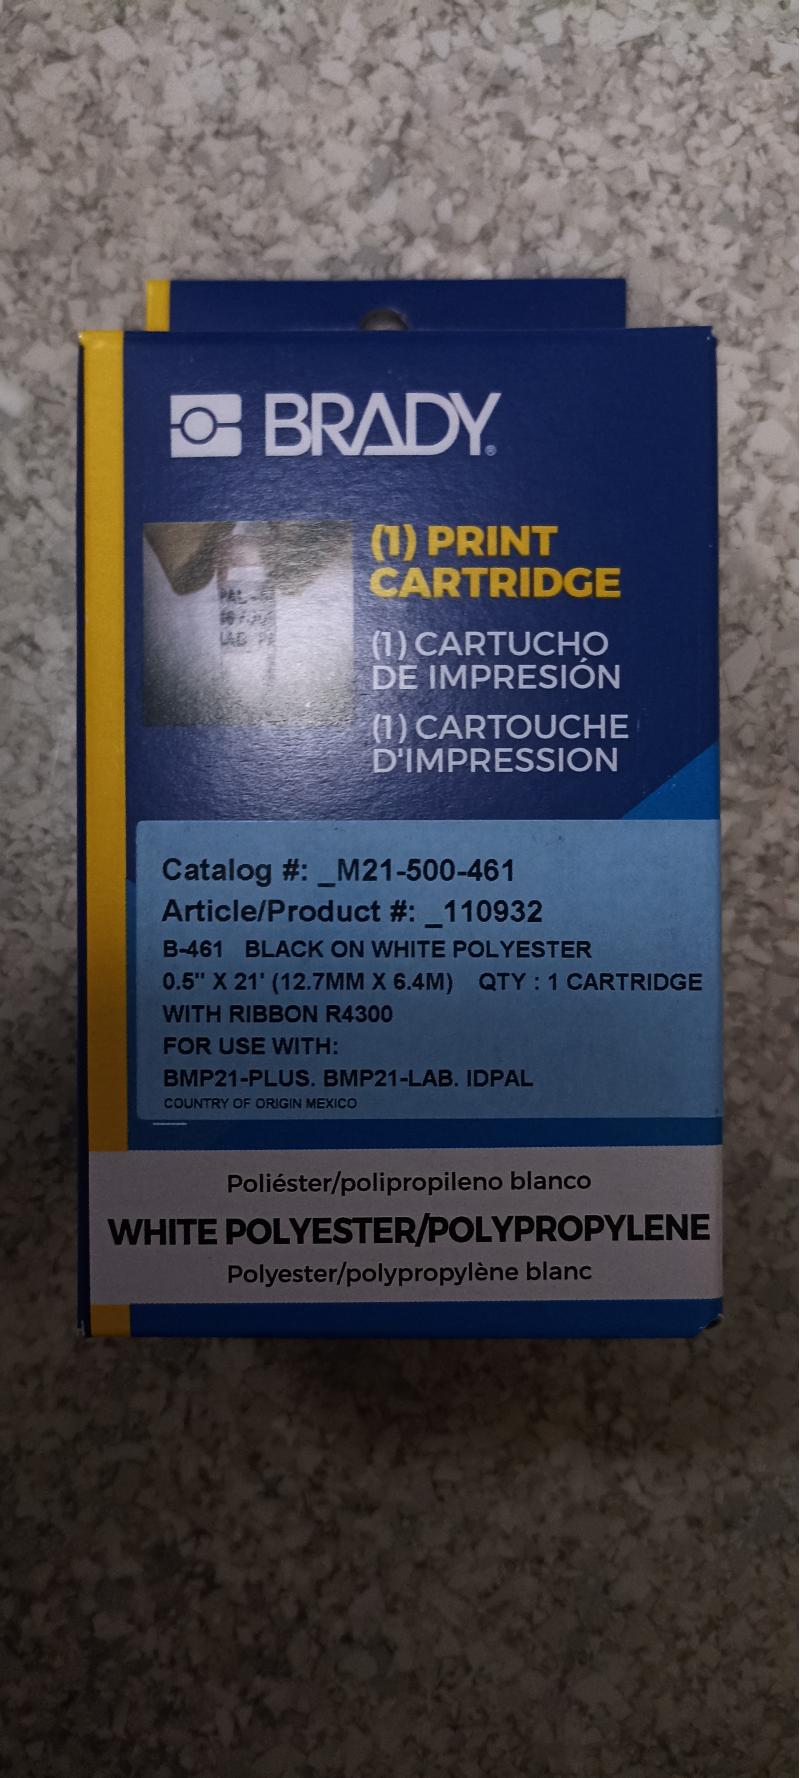 BRADY®
(1) PRINT
CARTRIDGE
(1) CARTUCHO
DE IMPRESIÓN
(1) CARTOUCHE
D'IMPRESSION
Catalog #: _M21-500-461
Article/Product #: _110932
B-461 BLACK ON WHITE POLYESTER
0.5" X 21' (12.7MM X 6.4M) QTY : 1 CARTRIDGE
WITH RIBBON R4300
FOR USE WITH:
BMP21-PLUS. BMP21-LAB. IDPAL
COUNTRY OF ORIGIN MEXICO
Poliéster/polipropileno blanco
WHITE POLYESTER/POLYPROPYLENE
Polyester/polypropylène blanc